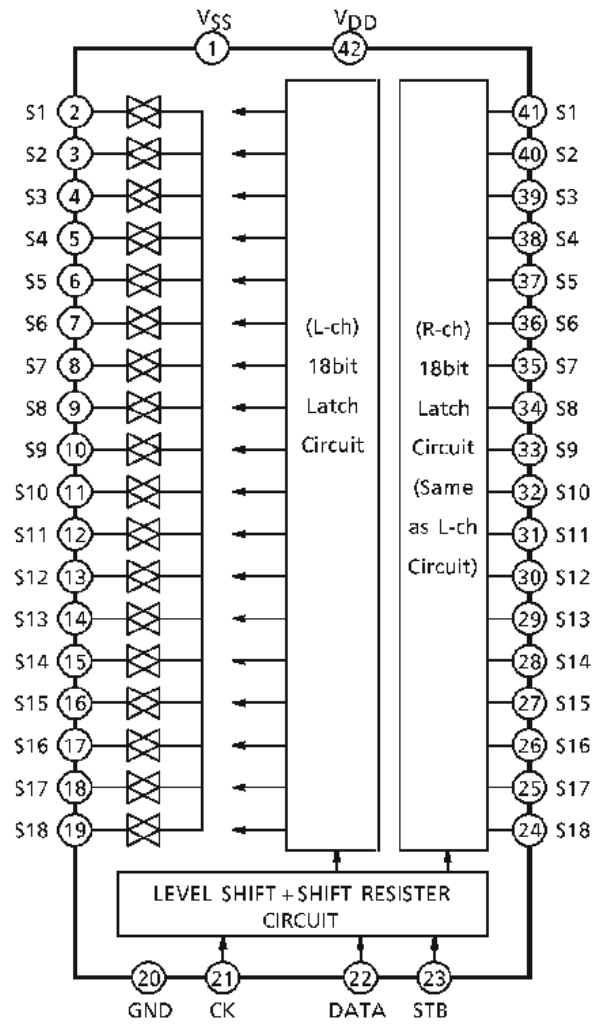 VSS VDD
1 42
S1 2 41 S1
S2 3 40 S2
S3 4 39 S3
S4 5 38 S4
S5 6 37 S5
S6 7 (L-ch) (R-ch) 36 S6
S7 8 18bit 18bit 35 S7
S8 9 Latch Latch 34 S8
S9 10 Circuit Circuit 33 S9
S10 11 (Same 32 S10
S11 12 as L-ch 31 S11
S12 13 Circuit) 30 S12
S13 14 29 S13
S14 15 28 S14
S15 16 27 S15
S16 17 26 S16
S17 18 25 S17
S18 19 24 S18
LEVEL SHIFT + SHIFT RESISTER
CIRCUIT
20 21 22 23
GND CK DATA STB